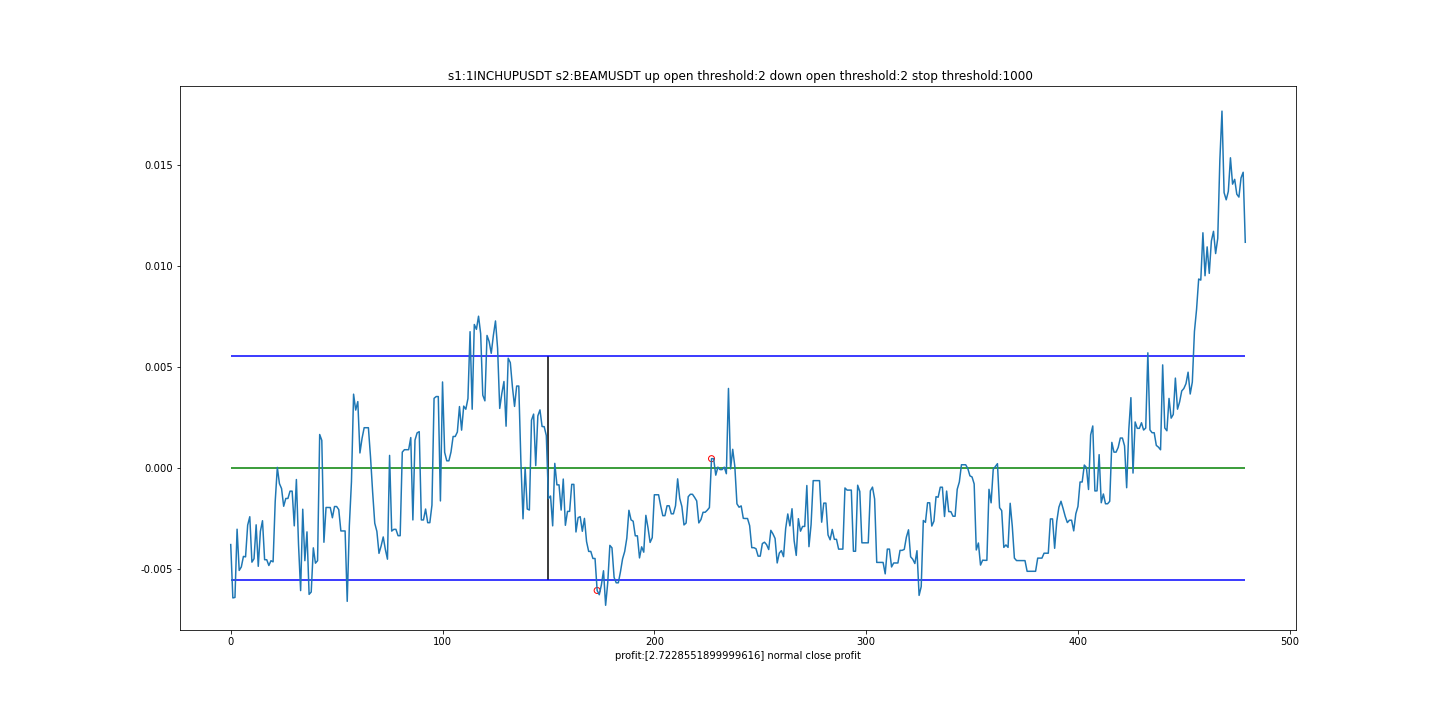 s1:1INCHUPUSDT s2:BEAMUSDT up open threshold:2 down open threshold:2 stop threshold:1000
0.015
0.010
0.005
0.000
-0.005
0 100 200 300 400 500
profit:[2.7228551899999616] normal close profit